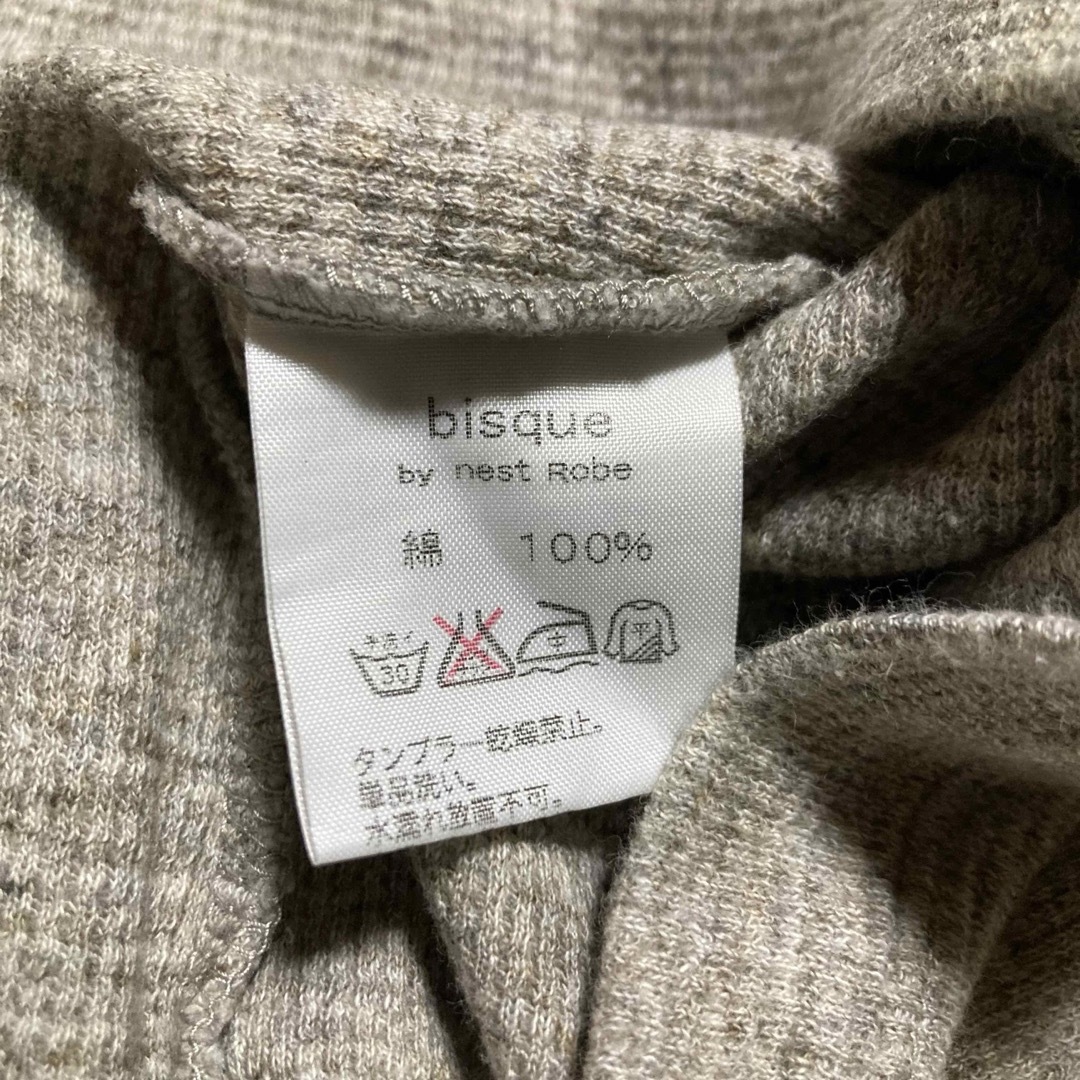 bisque
by nest Robe
綿 100%
30
タンブラー乾燥禁止。
単品洗い。
水濡れ放置不可。